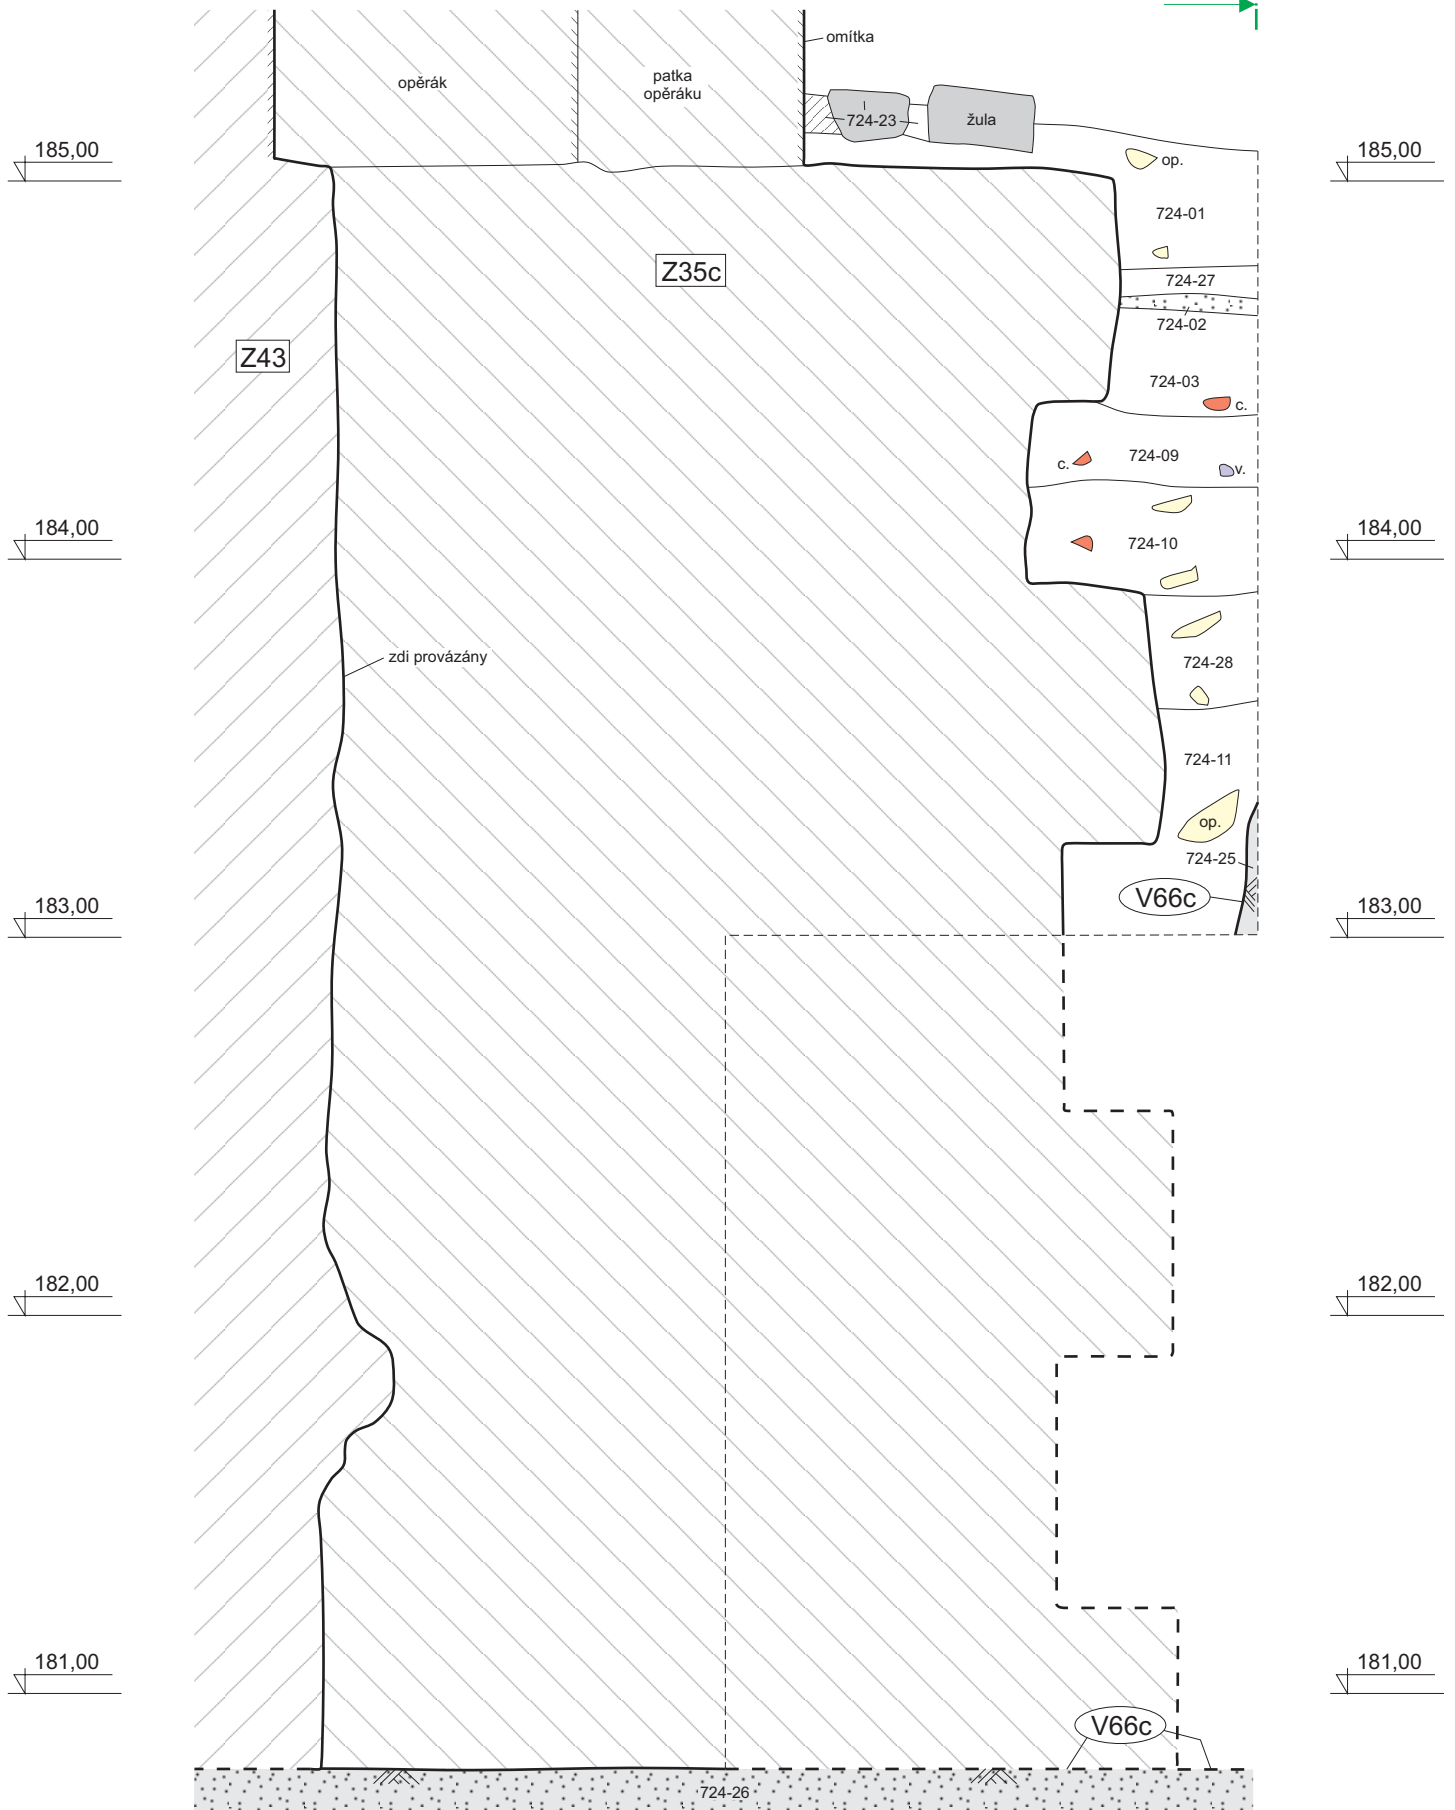 omítka
opěrák
patka
opěráku
724-23
žula
185,00
185,00
op.
724-01
Z35c
724-27
724-02
Z43
724-03
c.
c.
724-09
v.
184,00
184,00
724-10
zdi provázány
724-28
724-11
op.
724-25
V66c
183,00
183,00
182,00
182,00
181,00
181,00
V66c
724-26